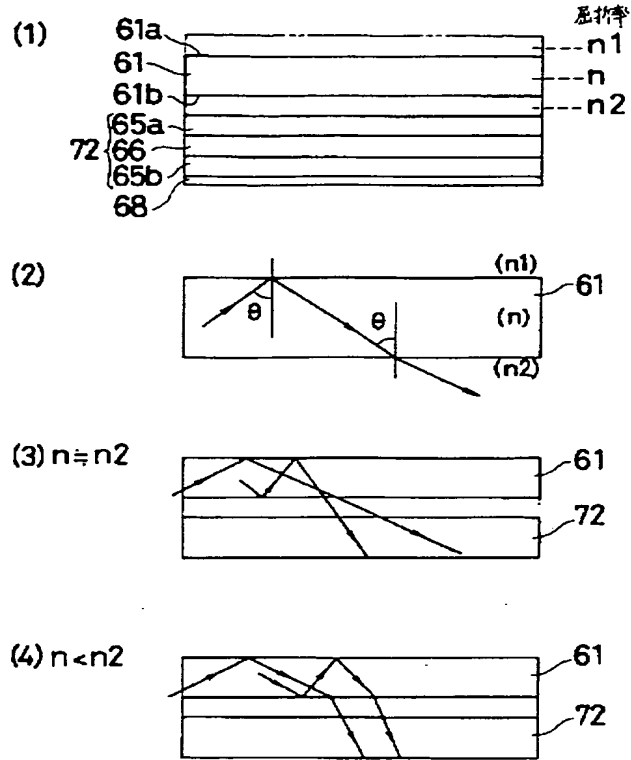 屈折率
(1) 61a n1
61 n
61b n2
65a
72 66
65b
68
(2) (n1) 61
θ θ (n)
(n2)
(3) n≒n2 61
72
(4) n<n2 61
72